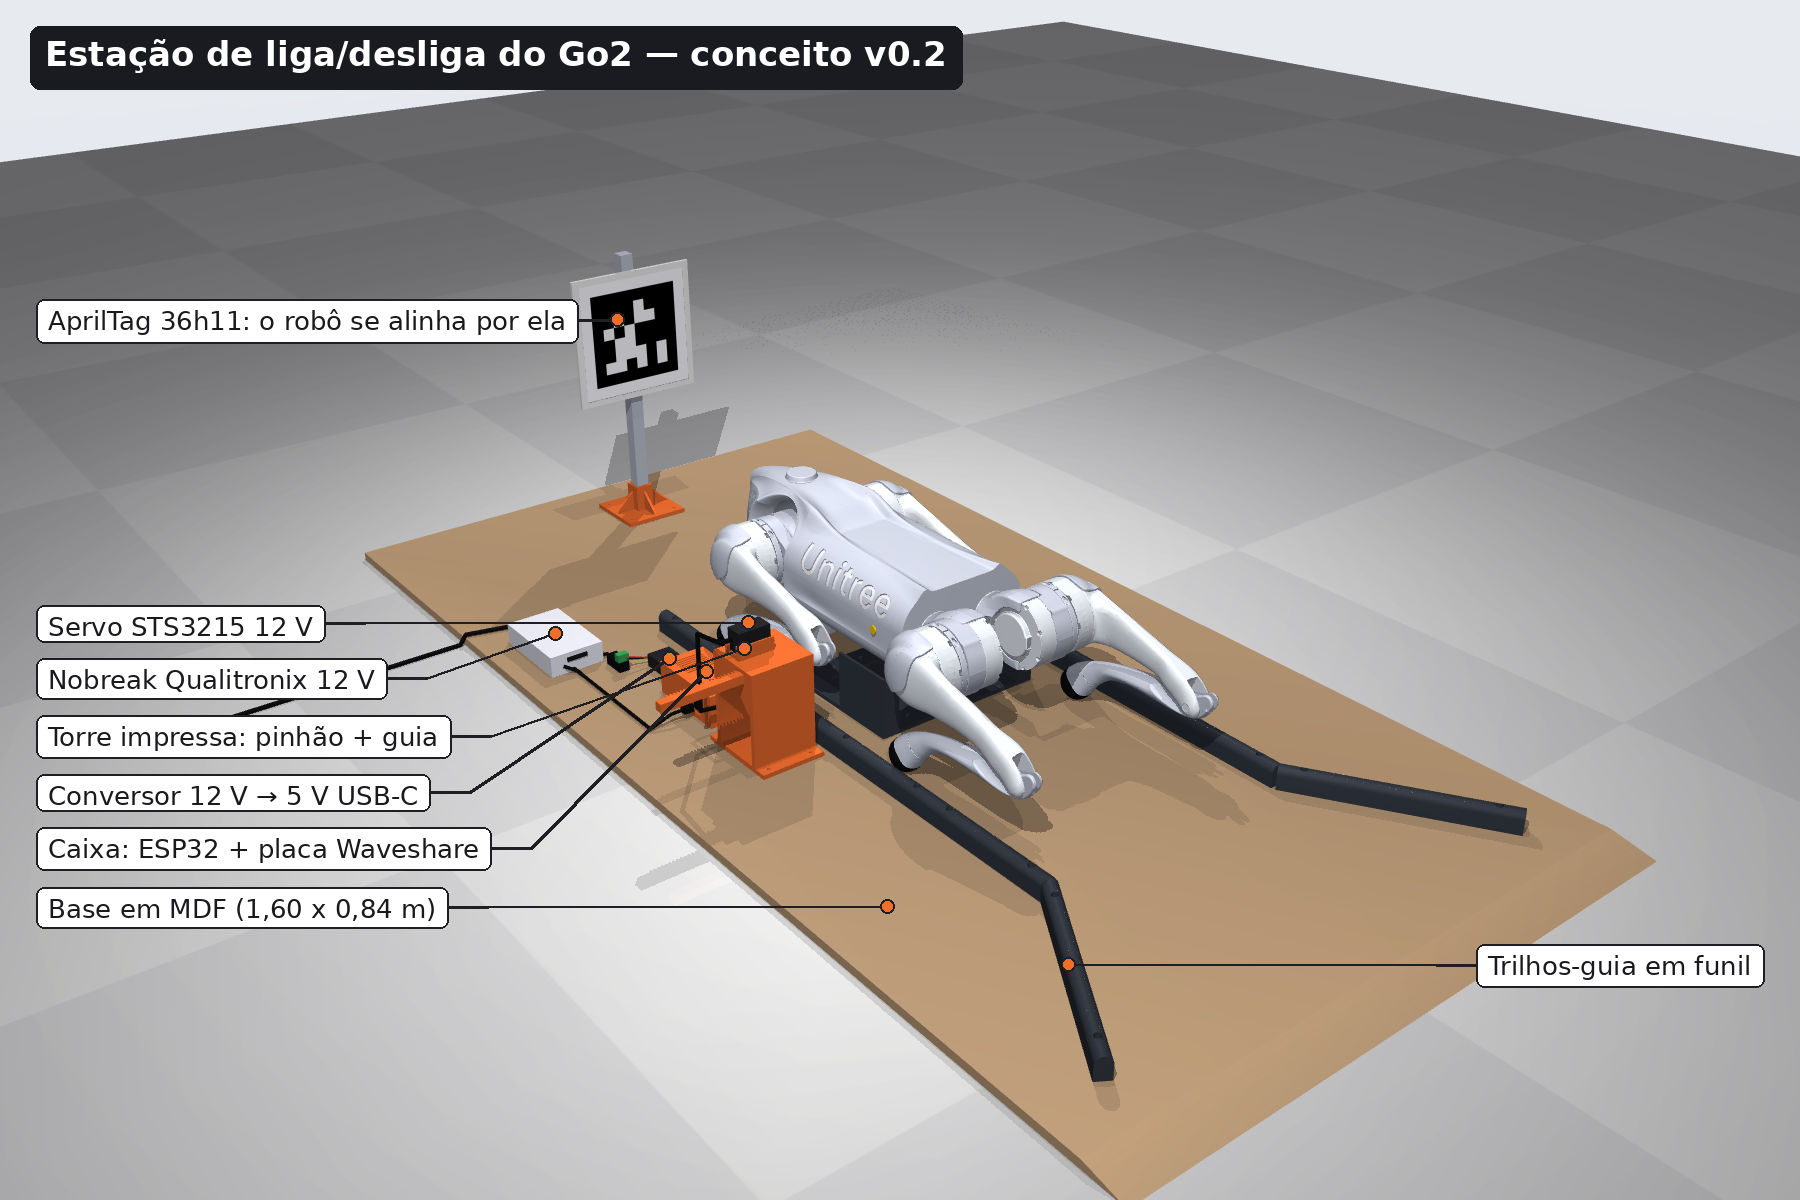 Estação de liga/desliga do Go2 — conceito v0.2
AprilTag 36h11: o robô se alinha por ela
Unitree
Servo STS3215 12 V
Nobreak Qualitronix 12 V
Torre impressa: pinhão + guia
Conversor 12 V → 5 V USB-C
Caixa: ESP32 + placa Waveshare
Base em MDF (1,60 x 0,84 m)
Trilhos-guia em funil